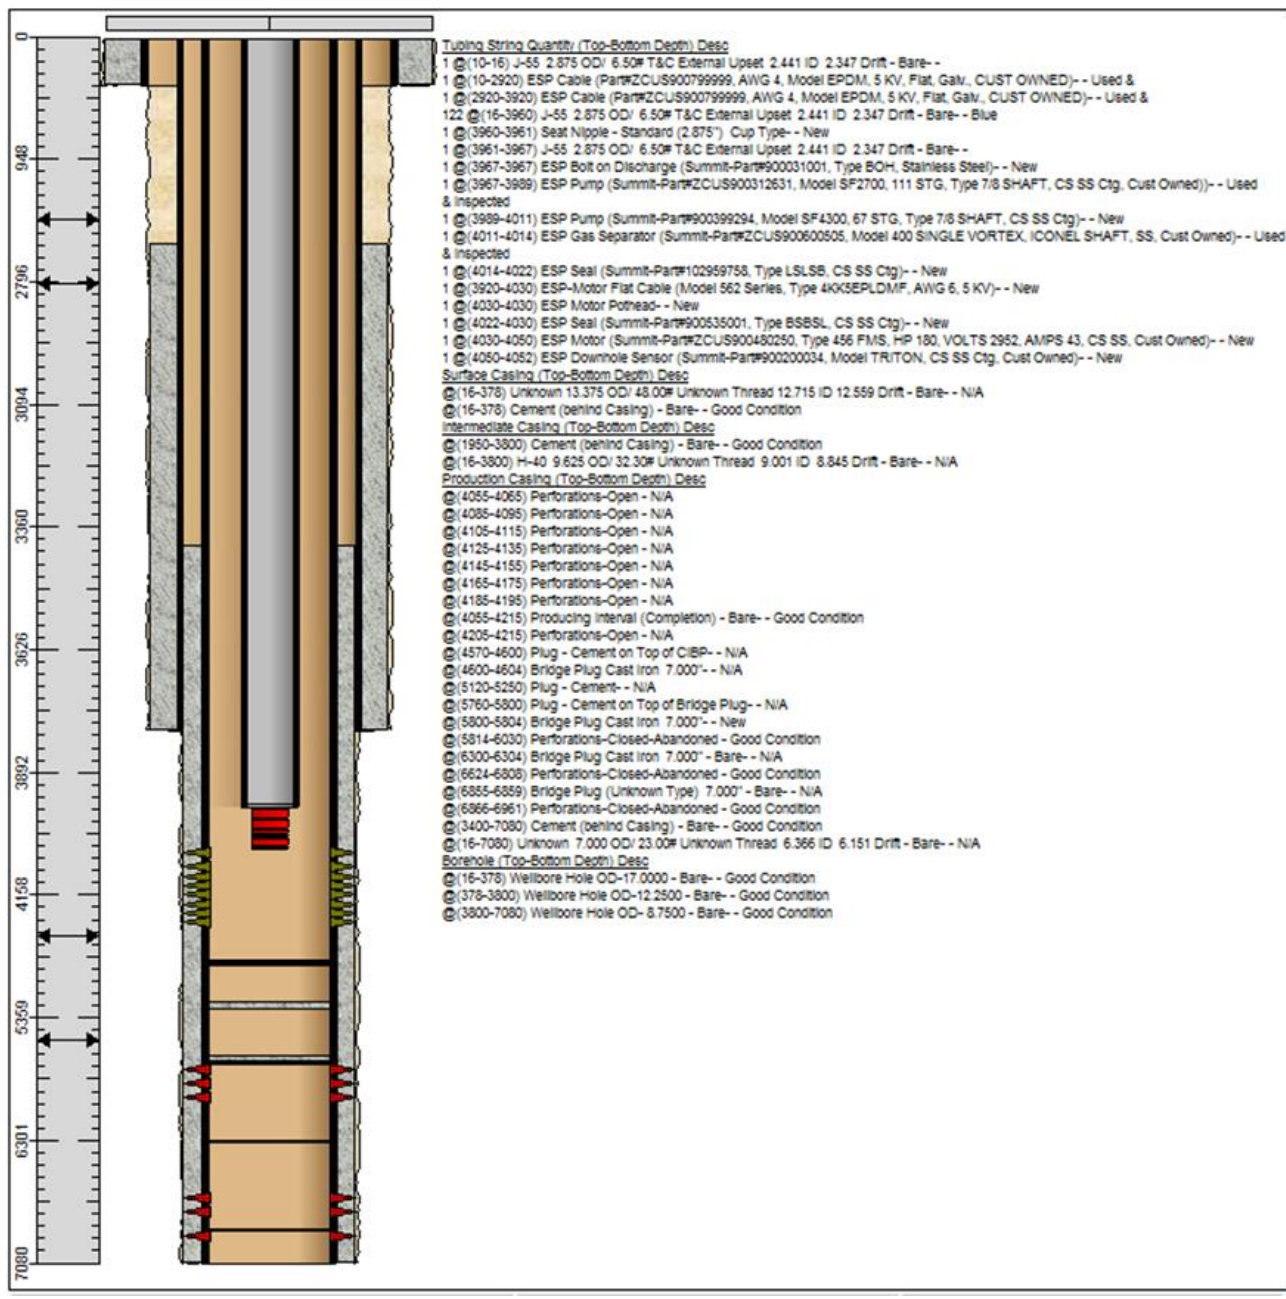 0
948
2796
3094
3360
3626
3892
4158
5359
6301
7080
Tubing String Quantity (Top-Bottom Depth) Desc
1 @(10-16) J-55 2.875 OD/ 6.50# T&C External Upset 2.441 ID 2.347 Drift - Bare- -
1 @(10-2920) ESP Cable (Part#ZCUS900799999, AWG 4, Model EPDM, 5 KV, Flat, Galv., CUST OWNED)- - Used &
1 @(2920-3920) ESP Cable (Part#ZCUS900799999, AWG 4, Model EPDM, 5 KV, Flat, Galv., CUST OWNED)- - Used &
122 @(16-3960) J-55 2.875 OD/ 6.50# T&C External Upset 2.441 ID 2.347 Drift - Bare- - Blue
1 @(3960-3961) Seat Nipple - Standard (2.875") Cup Type- - New
1 @(3961-3967) J-55 2.875 OD/ 6.50# T&C External Upset 2.441 ID 2.347 Drift - Bare- -
1 @(3967-3967) ESP Bolt on Discharge (Summit-Part#900031001, Type BOH, Stainless Steel)- - New
1 @(3967-3989) ESP Pump (Summit-Part#ZCUS900312631, Model SF2700, 111 STG, Type 7/8 SHAFT, CS SS Ctg, Cust Owned))- - Used
& Inspected
1 @(3989-4011) ESP Pump (Summit-Part#900399294, Model SF4300, 67 STG, Type 7/8 SHAFT, CS SS Ctg)- - New
1 @(4011-4014) ESP Gas Separator (Summit-Part#ZCUS900600505, Model 400 SINGLE VORTEX, ICONEL SHAFT, SS, Cust Owned)- - Used
& Inspected
1 @(4014-4022) ESP Seal (Summit-Part#102959758, Type LSLSB, CS SS Ctg)- - New
1 @(3920-4030) ESP-Motor Flat Cable (Model 562 Series, Type 4KK5EPLDMF, AWG 6, 5 KV)- - New
1 @(4030-4030) ESP Motor Pothead- - New
1 @(4022-4030) ESP Seal (Summit-Part#900535001, Type BSBSL, CS SS Ctg)- - New
1 @(4030-4050) ESP Motor (Summit-Part#ZCUS900480250, Type 456 FMS, HP 180, VOLTS 2952, AMPS 43, CS SS, Cust Owned)- - New
1 @(4050-4052) ESP Downhole Sensor (Summit-Part#900200034, Model TRITON, CS SS Ctg, Cust Owned)- - New
Surface Casing (Top-Bottom Depth) Desc
@(16-378) Unknown 13.375 OD/ 48.00# Unknown Thread 12.715 ID 12.559 Drift - Bare- - N/A
@(16-378) Cement (behind Casing) - Bare- - Good Condition
Intermediate Casing (Top-Bottom Depth) Desc
@(1950-3800) Cement (behind Casing) - Bare- - Good Condition
@(16-3800) H-40 9.625 OD/ 32.30# Unknown Thread 9.001 ID 8.845 Drift - Bare- - N/A
Production Casing (Top-Bottom Depth) Desc
@(4055-4065) Perforations-Open - N/A
@(4085-4095) Perforations-Open - N/A
@(4105-4115) Perforations-Open - N/A
@(4125-4135) Perforations-Open - N/A
@(4145-4155) Perforations-Open - N/A
@(4165-4175) Perforations-Open - N/A
@(4185-4195) Perforations-Open - N/A
@(4055-4215) Producing Interval (Completion) - Bare- - Good Condition
@(4205-4215) Perforations-Open - N/A
@(4570-4600) Plug - Cement on Top of CIBP- - N/A
@(4600-4604) Bridge Plug Cast Iron 7.000"- - N/A
@(5120-5250) Plug - Cement- - N/A
@(5760-5800) Plug - Cement on Top of Bridge Plug- - N/A
@(5800-5804) Bridge Plug Cast Iron 7.000"- - New
@(5814-6030) Perforations-Closed-Abandoned - Good Condition
@(6300-6304) Bridge Plug Cast Iron 7.000" - Bare- - N/A
@(6624-6808) Perforations-Closed-Abandoned - Good Condition
@(6855-6859) Bridge Plug (Unknown Type) 7.000" - Bare- - N/A
@(6866-6961) Perforations-Closed-Abandoned - Good Condition
@(3400-7080) Cement (behind Casing) - Bare- - Good Condition
@(16-7080) Unknown 7.000 OD/ 23.00# Unknown Thread 6.366 ID 6.151 Drift - Bare- - N/A
Borehole (Top-Bottom Depth) Desc
@(16-378) Wellbore Hole OD-17.0000 - Bare- - Good Condition
@(378-3800) Wellbore Hole OD-12.2500 - Bare- - Good Condition
@(3800-7080) Wellbore Hole OD- 8.7500 - Bare- - Good Condition